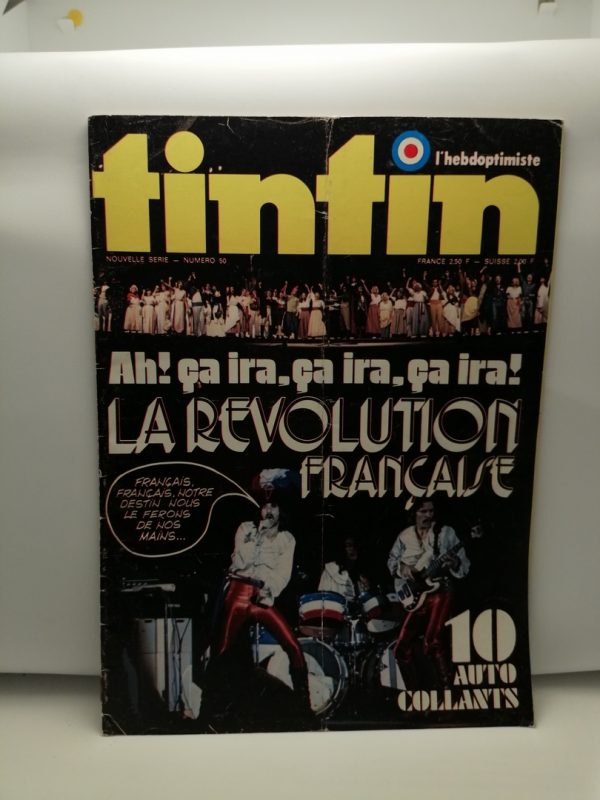 tintin
l'hebdoptimiste
NOUVELLE SERIE – NUMERO 50
FRANCE 2.50 F – SUISSE 2.00 F
Ah! ça ira, ça ira, ça ira!
LA REVOLUTION
FRANÇAISE
FRANÇAIS,
FRANÇAIS, NOTRE
DESTIN NOUS
LE FERONS
DE NOS
MAINS...
10
AUTO
COLLANTS